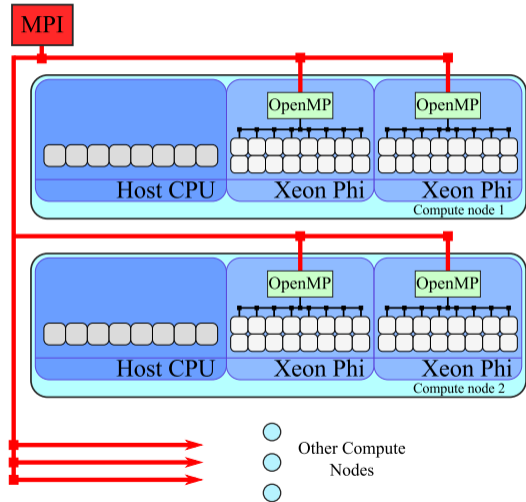 MPI
OpenMP OpenMP
Host CPU Xeon Phi Xeon Phi
Compute node 1
OpenMP OpenMP
Host CPU Xeon Phi Xeon Phi
Compute node 2
Other Compute
Nodes